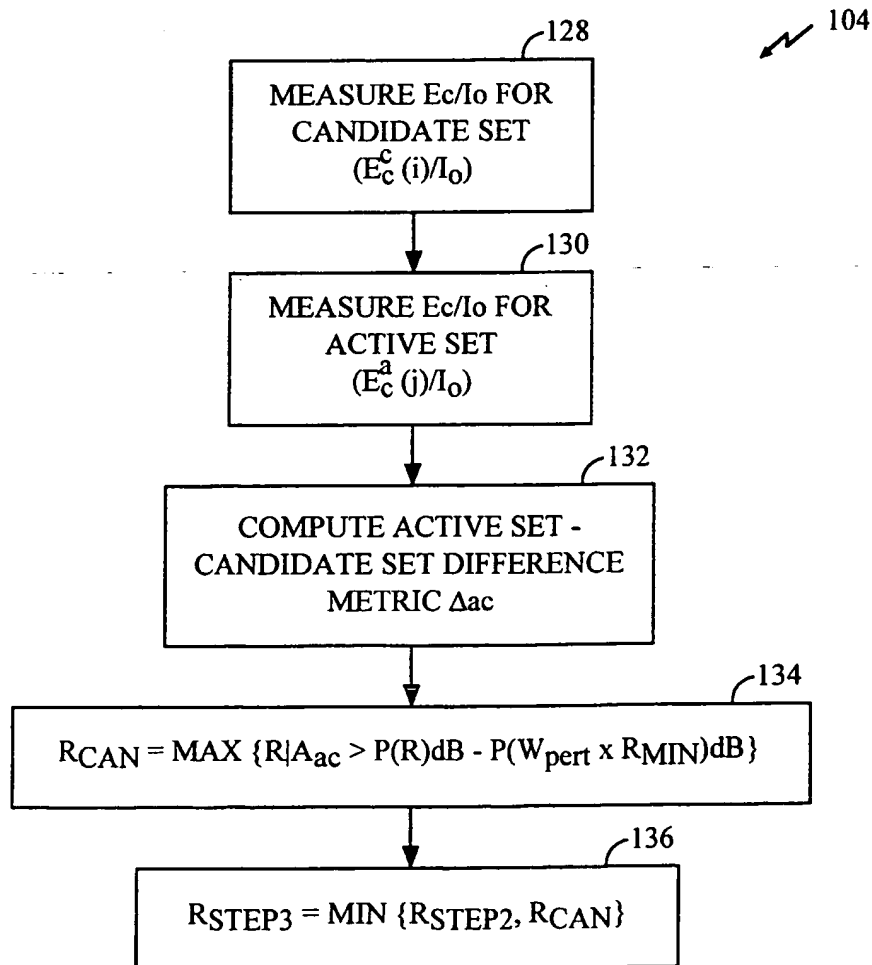 104
128
MEASURE Ec/Io FOR
CANDIDATE SET
(E_c^c (i)/I_o)
130
MEASURE Ec/Io FOR
ACTIVE SET
(E_c^a (j)/I_o)
132
COMPUTE ACTIVE SET -
CANDIDATE SET DIFFERENCE
METRIC Δac
134
R_CAN = MAX {R|A_ac > P(R)dB - P(W_pert x R_MIN)dB}
136
R_STEP3 = MIN {R_STEP2, R_CAN}